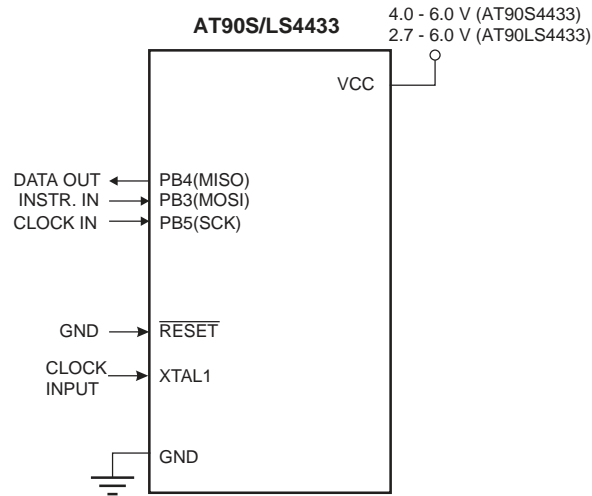 AT90S/LS4433
4.0 - 6.0 V (AT90S4433)
2.7 - 6.0 V (AT90LS4433)
VCC
DATA OUT
PB4(MISO)
INSTR. IN
PB3(MOSI)
CLOCK IN
PB5(SCK)
GND
RESET
CLOCK
INPUT
XTAL1
GND